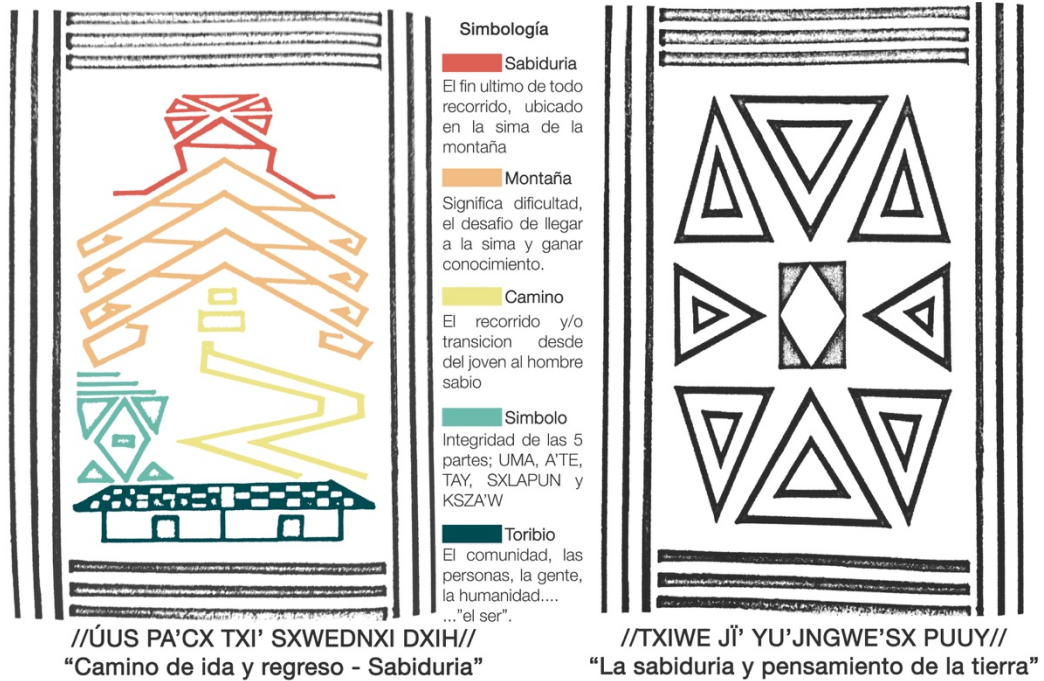 Simbología
Sabiduria
El fin ultimo de todo
recorrido, ubicado
en la sima de la
montaña
Montaña
Significa dificultad,
el desafio de llegar
a la sima y ganar
conocimiento.
Camino
El recorrido y/o
transicion desde
del joven al hombre
sabio
Simbolo
Integridad de las 5
partes; UMA, A'TE,
TAY, SXLAPUN y
KSZA'W
Toribio
El comunidad, las
personas, la gente,
la humanidad....
..."el ser".
//ÚUS PA'CX TXI' SXWEDNXI DXIH//
"Camino de ida y regreso - Sabiduria"
//TXIWE JÏ' YU'JNGWE'SX PUUY//
"La sabiduria y pensamiento de la tierra"